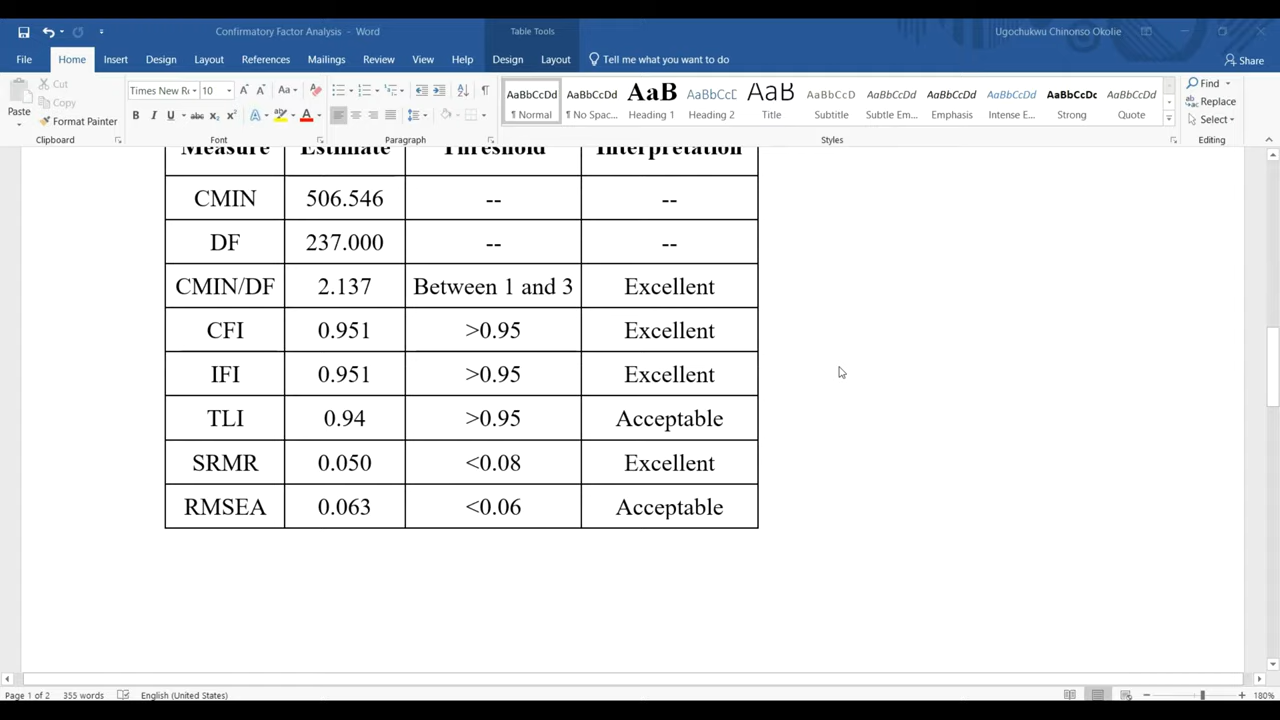 Confirmatory Factor Analysis - Word
Table Tools
Ugochukwu Chinonso Okolie
File Home Insert Design Layout References Mailings Review View Help Design Layout Tell me what you want to do Share
Paste
Cut
Copy
Format Painter
Clipboard
Times New Ro 10
Font
Paragraph
AaBbCcDd AaBbCcDd AaB AaBbCcD AaB AaBbCcD AaBbCcDd AaBbCcDd AaBbCcDd AaBbCcDc AaBbCcDd
¶ Normal ¶ No Spac... Heading 1 Heading 2 Title Subtitle Subtle Em... Emphasis Intense E... Strong Quote
Styles
Find
Replace
Select
Editing
Measure Estimate Threshold Interpretation
CMIN 506.546 -- --
DF 237.000 -- --
CMIN/DF 2.137 Between 1 and 3 Excellent
CFI 0.951 >0.95 Excellent
IFI 0.951 >0.95 Excellent
TLI 0.94 >0.95 Acceptable
SRMR 0.050 <0.08 Excellent
RMSEA 0.063 <0.06 Acceptable
Page 1 of 2 355 words English (United States) 180%